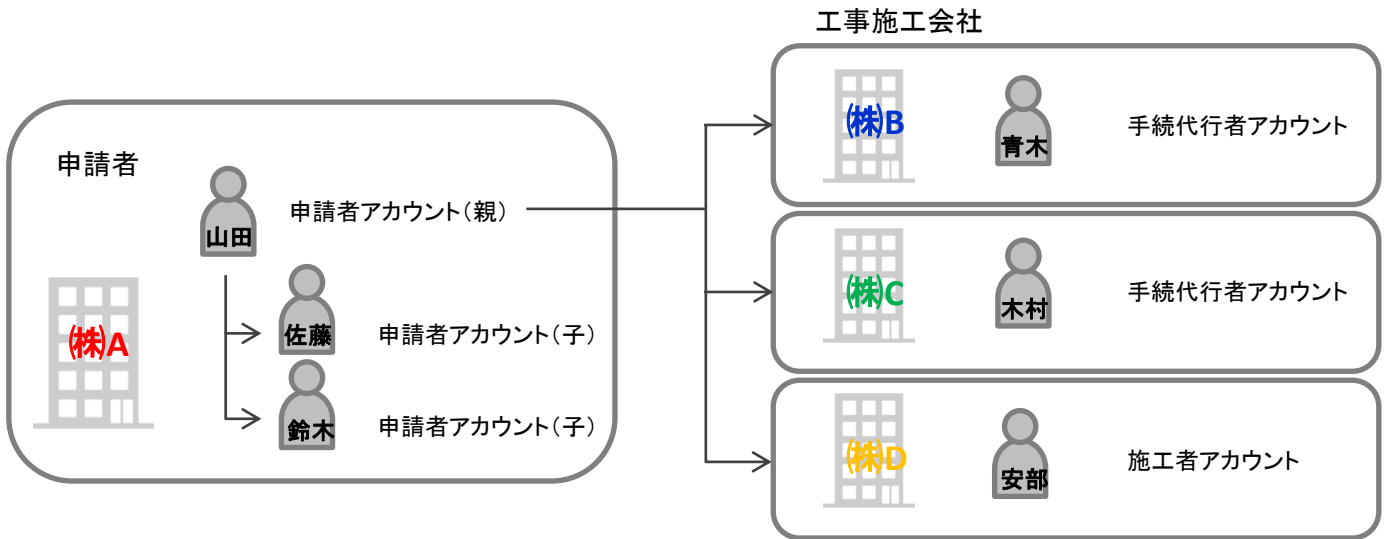 工事施工会社
申請者
山田
申請者アカウント（親）
㈱A
佐藤
申請者アカウント（子）
鈴木
申請者アカウント（子）
㈱B
青木
手続代行者アカウント
㈱C
木村
手続代行者アカウント
㈱D
安部
施工者アカウント